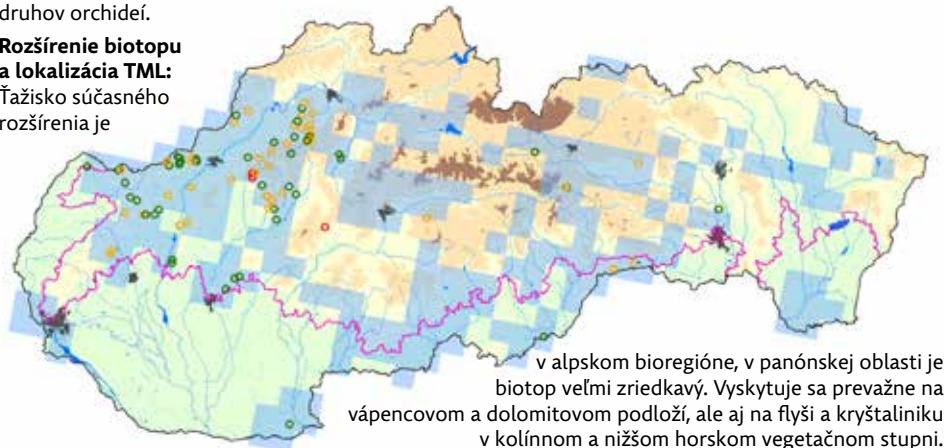 druhov orchideí.
Rozšírenie biotopu
a lokalizácia TML:
Ťažisko súčasného
rozšírenia je
v alpskom bioregióne, v panónskej oblasti je
biotop veľmi zriedkavý. Vyskytuje sa prevažne na
vápencovom a dolomitovom podloží, ale aj na flyši a kryštaliniku
v kolínnom a nižšom horskom vegetačnom stupni.